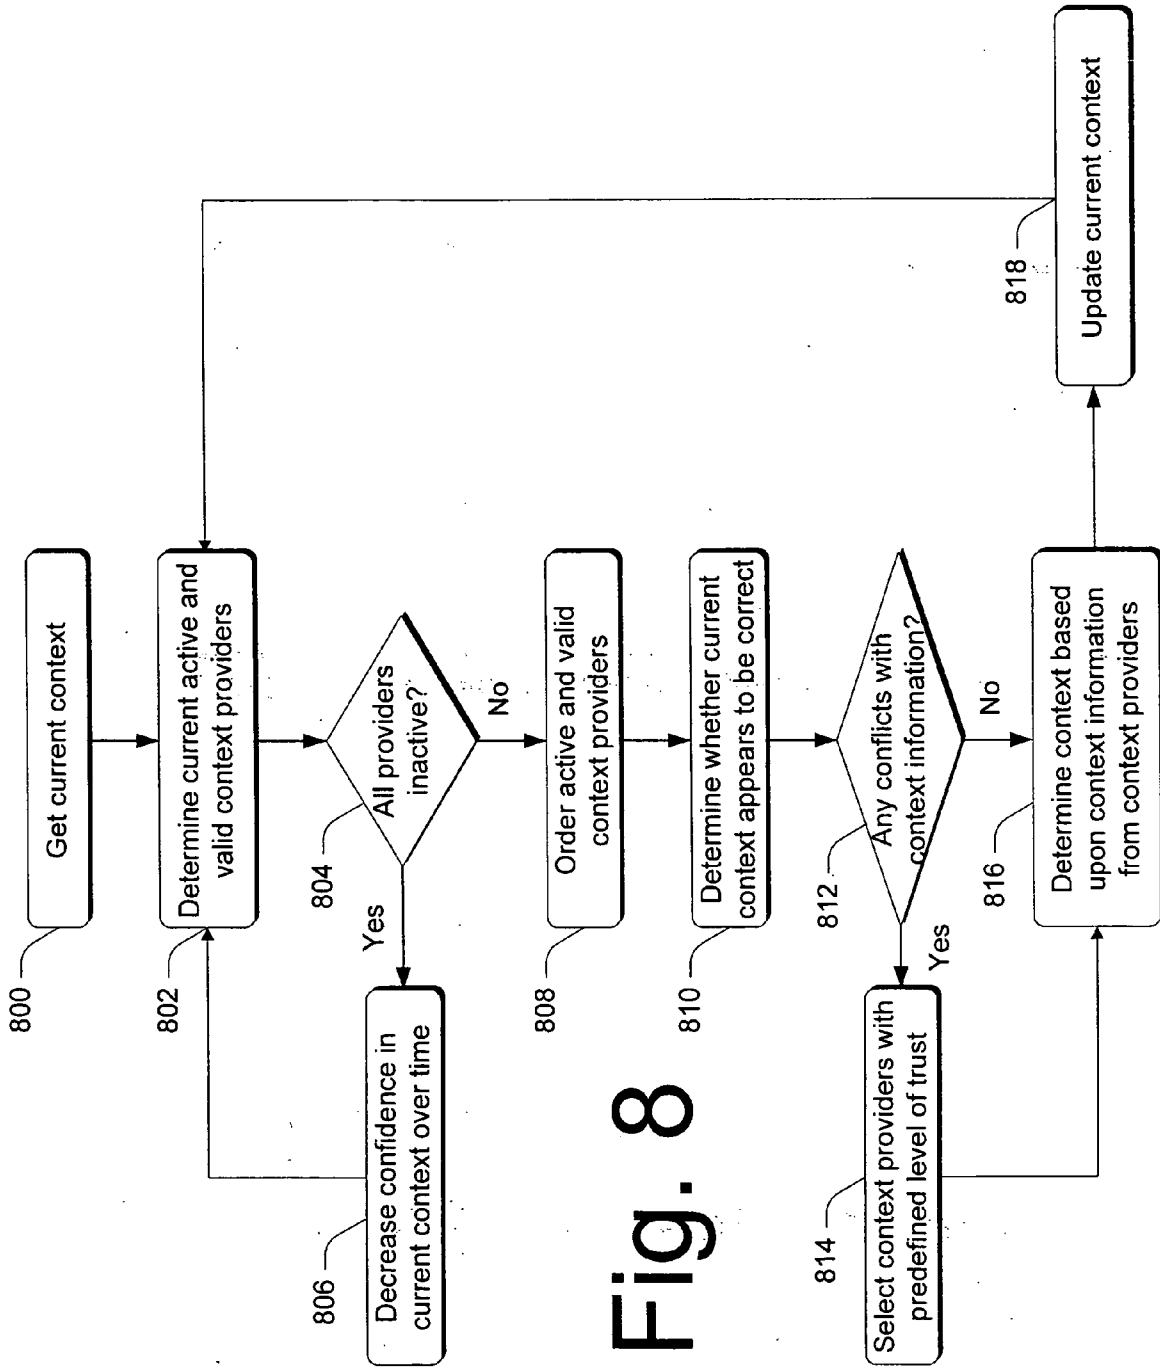 800
Get current context
802
Determine current active and
valid context providers
804
All providers
inactive?
Yes
No
806
Decrease confidence in
current context over time
808
Order active and valid
context providers
810
Determine whether current
context appears to be correct
812
Any conflicts with
context information?
Yes
No
814
Select context providers with
predefined level of trust
816
Determine context based
upon context information
from context providers
818
Update current context
Fig. 8